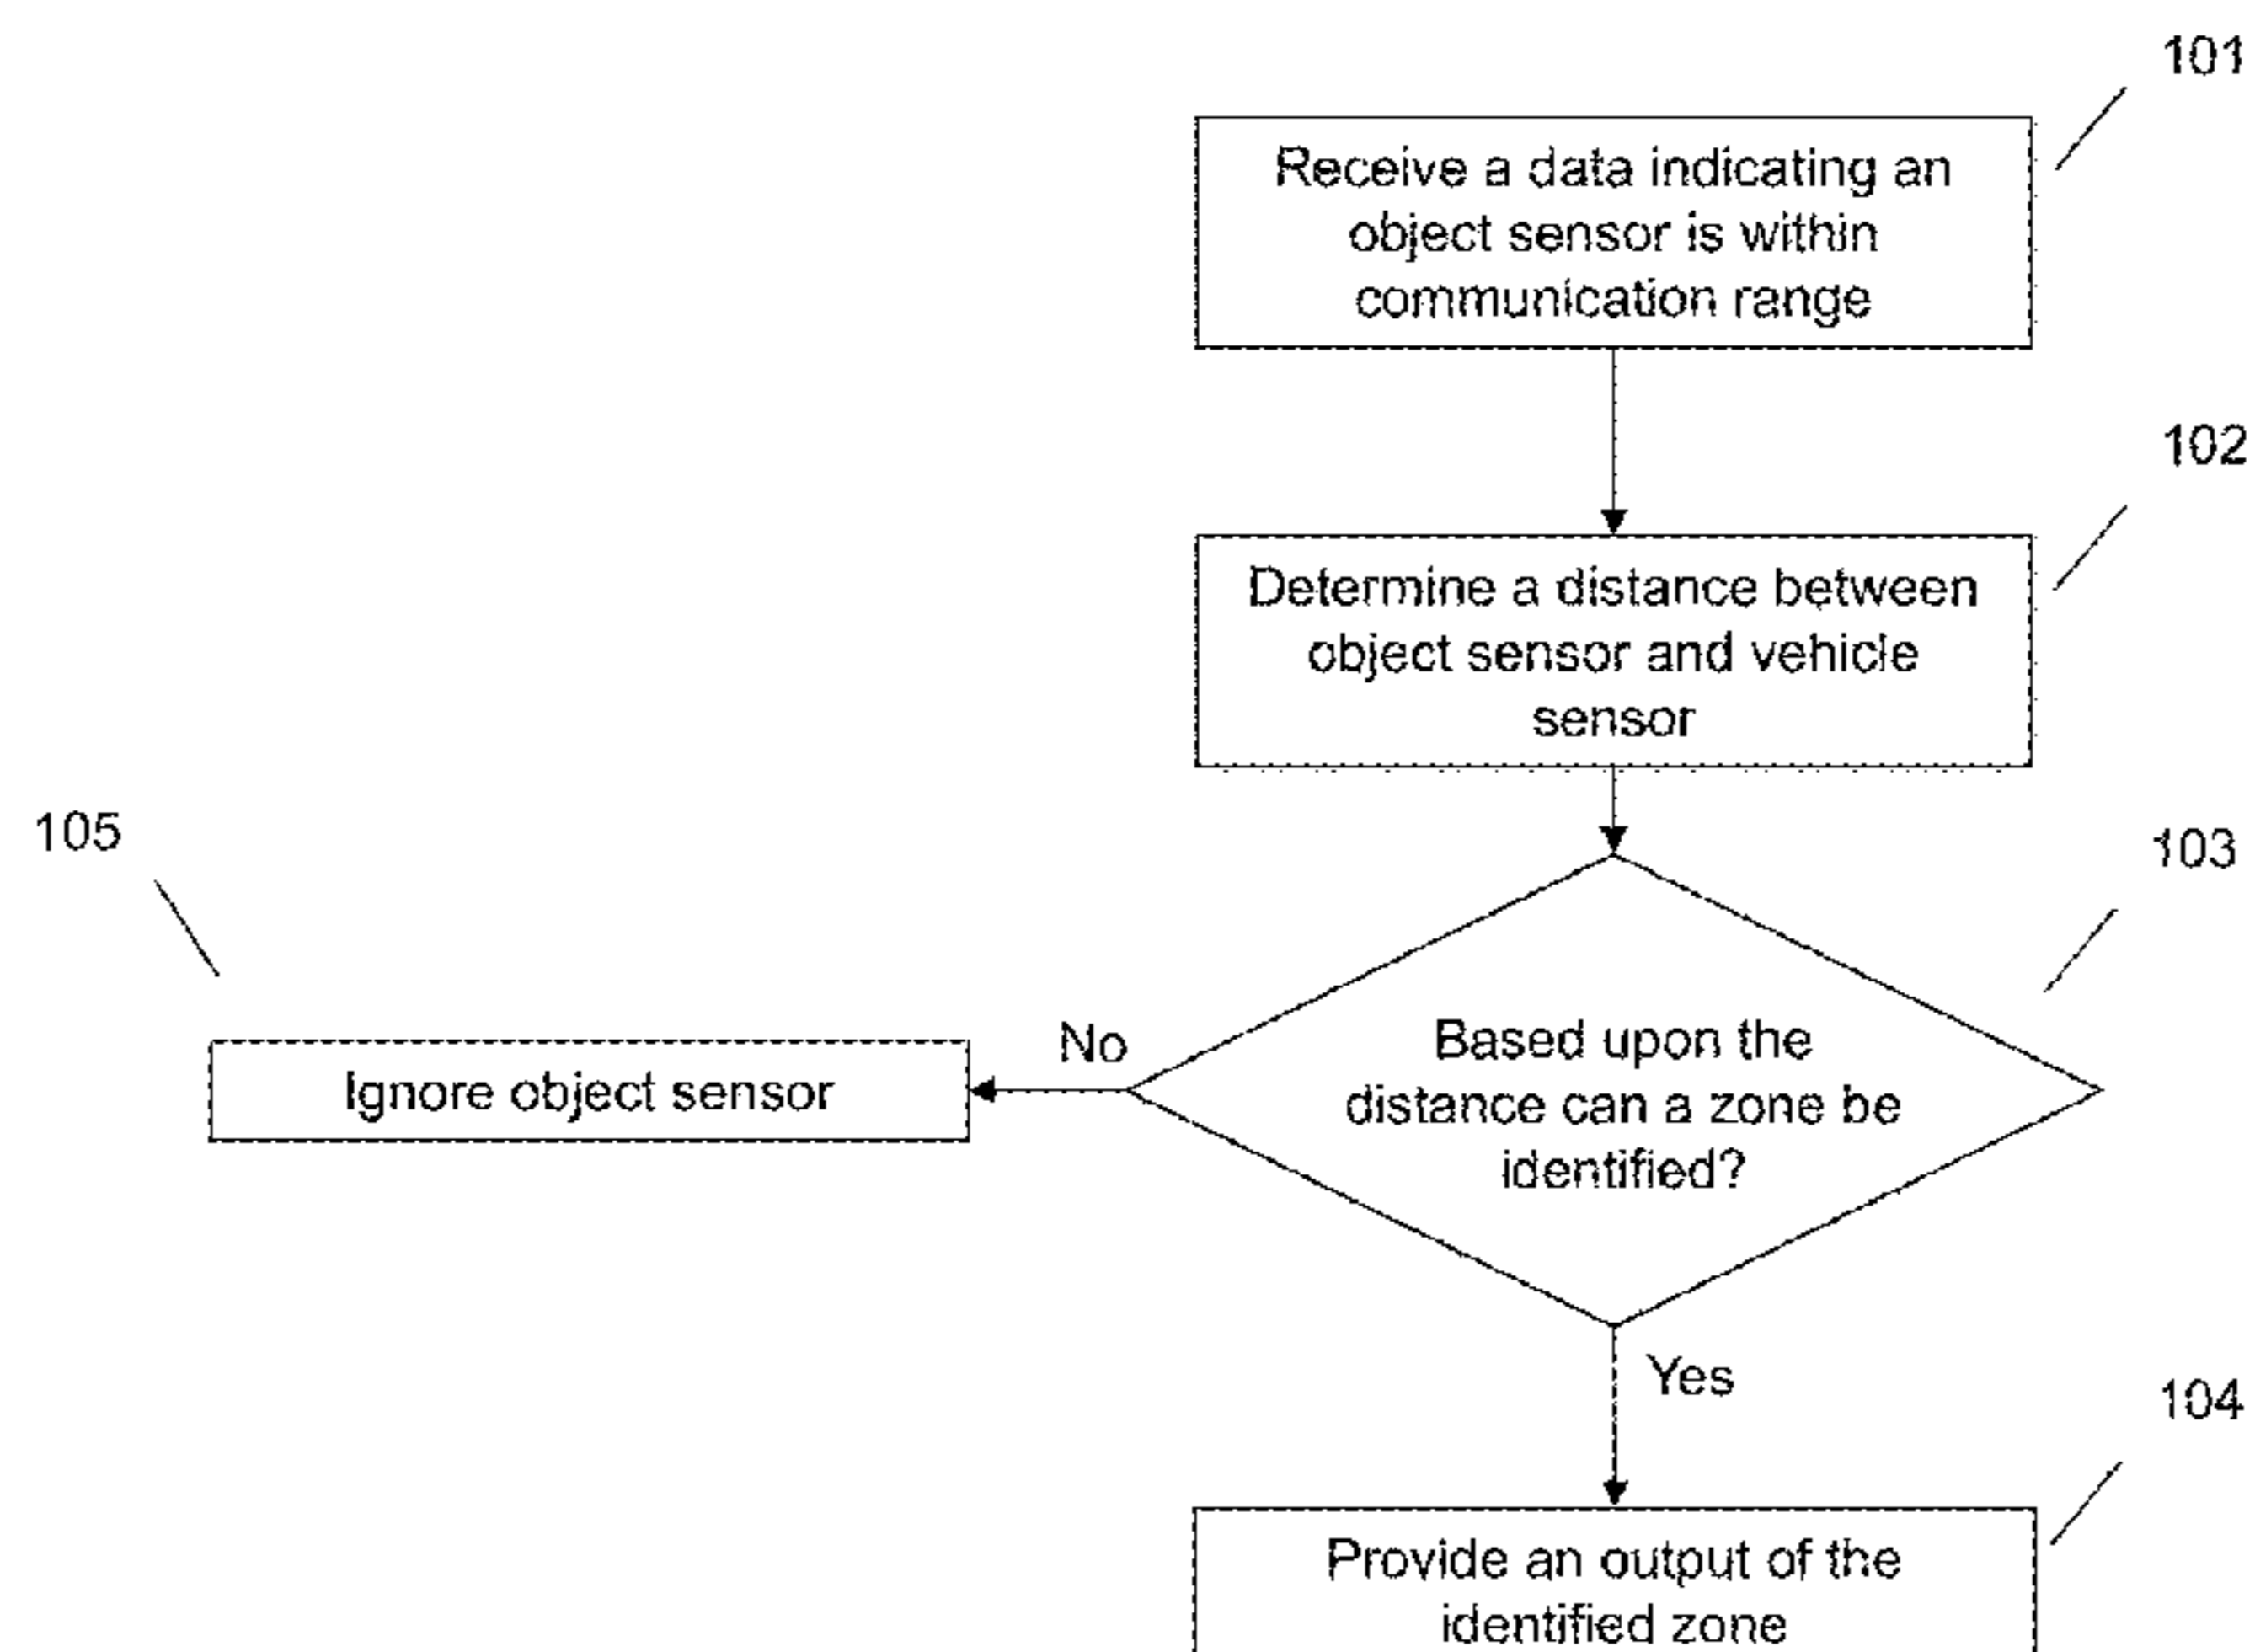 101
Receive a data indicating an
object sensor is within
communication range
102
Determine a distance between
object sensor and vehicle
sensor
105
103
No
Based upon the
distance can a zone be
identified?
Ignore object sensor
Yes
104
Provide an output of the
identified zone